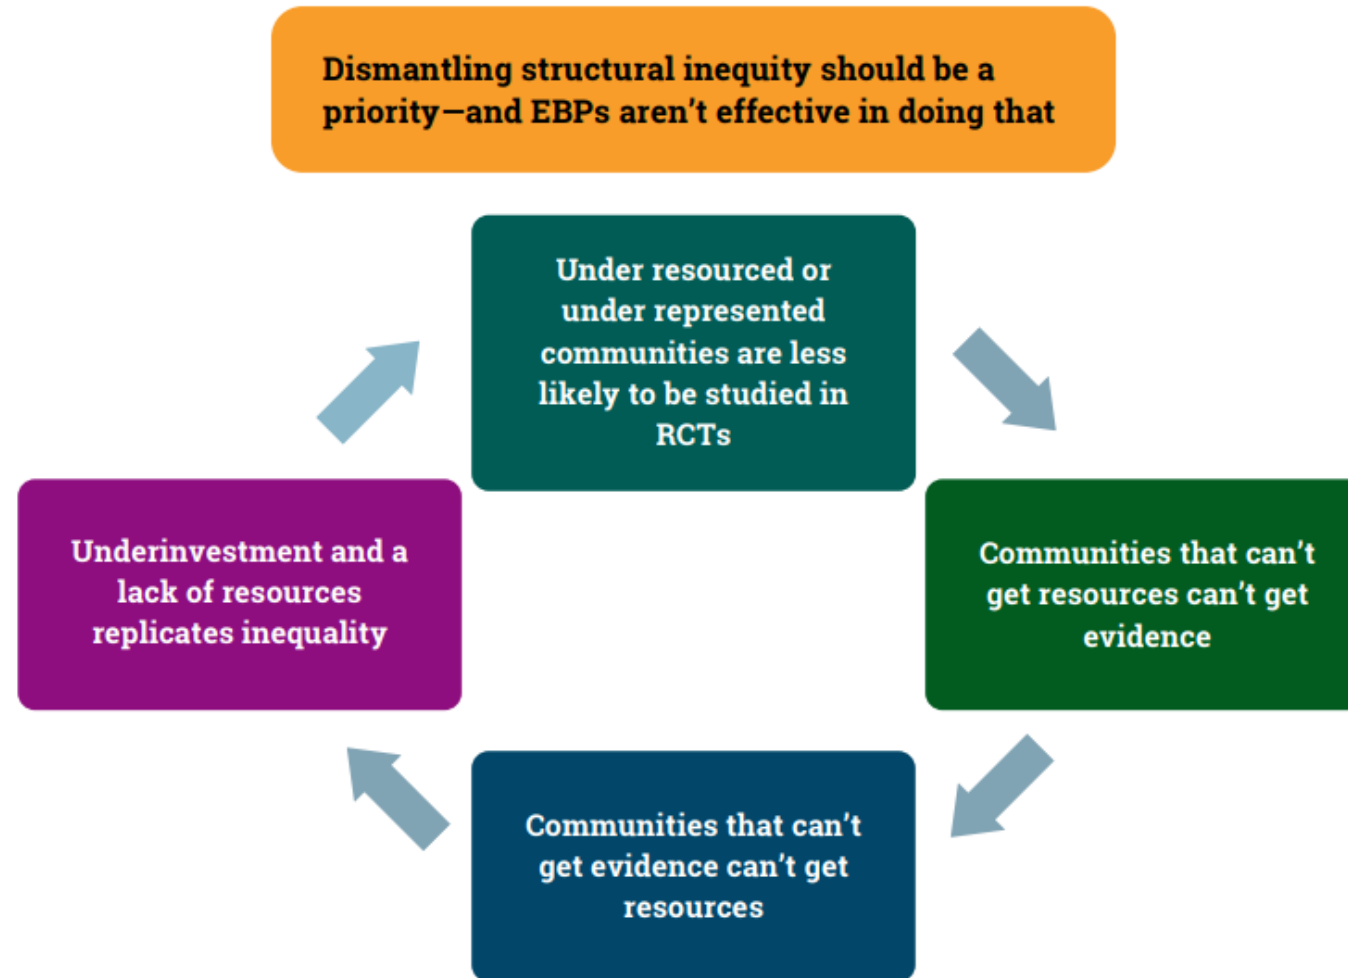 Dismantling structural inequity should be a
priority—and EBPs aren’t effective in doing that
Under resourced or
under represented
communities are less
likely to be studied in
RCTs
Communities that can’t
get resources can’t get
evidence
Communities that can’t
get evidence can’t get
resources
Underinvestment and a
lack of resources
replicates inequality